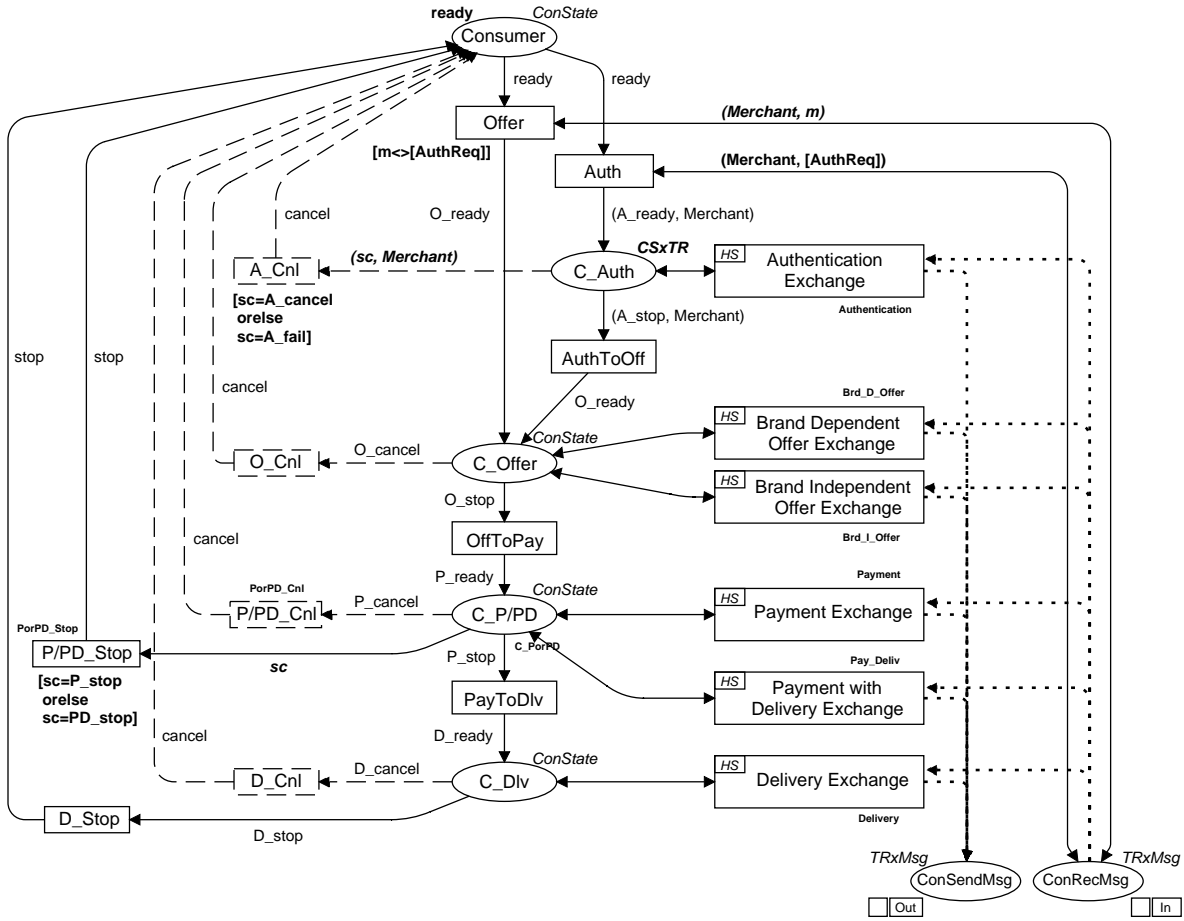 ready
ConState
Consumer
ready
ready
Offer
(Merchant, m)
[m<>[AuthReq]]
Auth
(Merchant, [AuthReq])
cancel
O_ready
(A_ready, Merchant)
A_Cnl
(sc, Merchant)
CSxTR
C_Auth
HS
Authentication
Exchange
Authentication
[sc=A_cancel
orelse
sc=A_fail]
(A_stop, Merchant)
stop
stop
AuthToOff
cancel
O_ready
Brd_D_Offer
HS
Brand Dependent
Offer Exchange
O_Cnl
O_cancel
ConState
C_Offer
HS
Brand Independent
Offer Exchange
Brd_I_Offer
O_stop
cancel
OffToPay
P_ready
PorPD_Cnl
P/PD_Cnl
P_cancel
ConState
C_P/PD
C_PorPD
Payment
HS
Payment Exchange
PorPD_Stop
P/PD_Stop
sc
P_stop
[sc=P_stop
orelse
sc=PD_stop]
Pay_Deliv
HS
Payment with
Delivery Exchange
PayToDlv
cancel
D_ready
D_Cnl
D_cancel
ConState
C_Dlv
HS
Delivery Exchange
Delivery
D_Stop
D_stop
TRxMsg
ConSendMsg
Out
TRxMsg
ConRecMsg
In